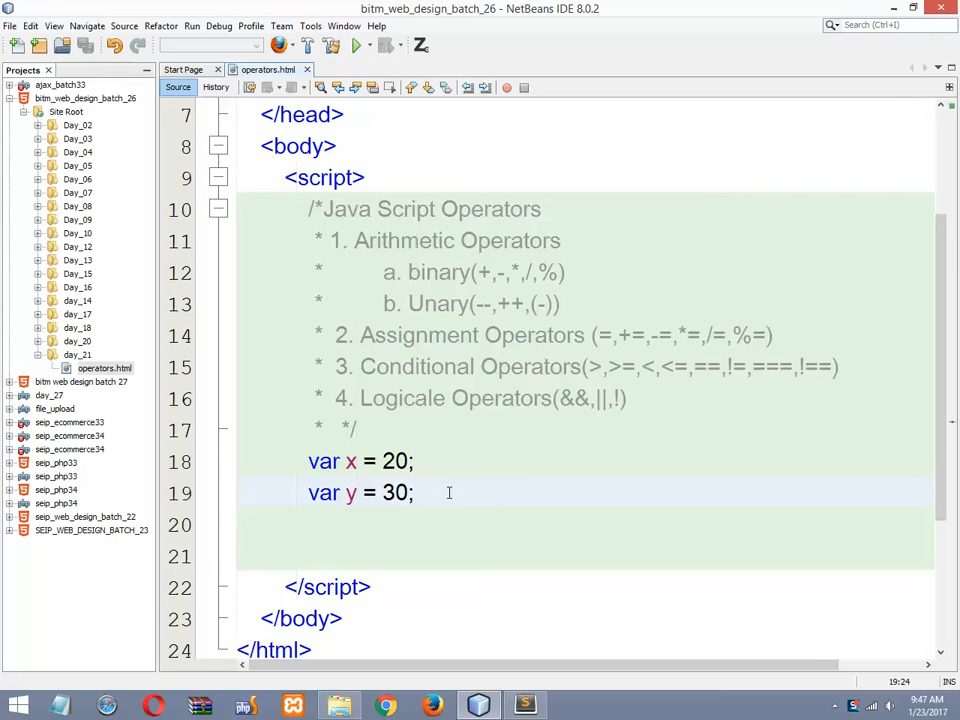 bitm_web_design_batch_26 - NetBeans IDE 8.0.2
File Edit View Navigate Source Refactor Run Debug Profile Team Tools Window Help
Search (Ctrl+I)
Projects
Start Page
operators.html
Source History
ajax_batch33
bitm_web_design_batch_26
Site Root
Day_02
Day_03
Day_04
Day_05
Day_06
Day_07
Day_08
Day_09
Day_10
Day_12
Day_13
Day_15
Day_16
day_14
day_17
day_18
day_20
day_21
operators.html
bitm web design batch 27
day_27
file_upload
seip_ecommerce33
seip_ecommerce34
seip_ecommerce34
seip_php33
seip_php33
seip_php34
seip_php34
seip_web_design_batch_22
SEIP_WEB_DESIGN_BATCH_23
7 </head>
8 <body>
9 <script>
10 /*Java Script Operators
11 * 1. Arithmetic Operators
12 * a. binary(+,-,*,/,%)
13 * b. Unary(--,++,(-))
14 * 2. Assignment Operators (=,+=,-=,*=,/=,%=)
15 * 3. Conditional Operators(>,>=,<,<=,==,!=,===,!==)
16 * 4. Logicale Operators(&&,||,!)
17 * */
18 var x = 20;
19 var y = 30;
20
21
22 </script>
23 </body>
24 </html>
19:24 INS
9:47 AM
1/23/2017